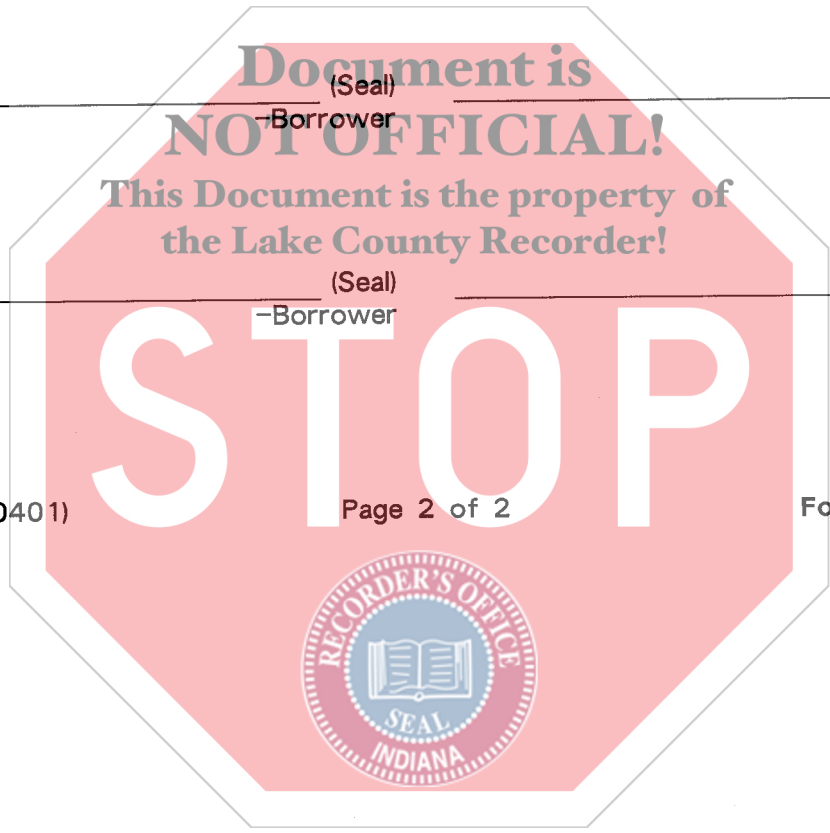 Document is
(Seal)
-Borrower
NOT OFFICIAL!
This Document is the property of
the Lake County Recorder!
(Seal)
-Borrower
STOP
0401) Page 2 of 2 Fo
RECORDER'S OFFICE
SEAL
INDIANA